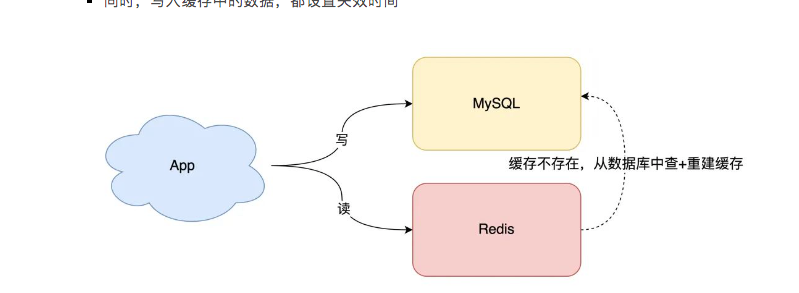 同时，写入缓存中的数据，都设置失效时间
MySQL
写
App
缓存不存在，从数据库中查+重建缓存
读
Redis